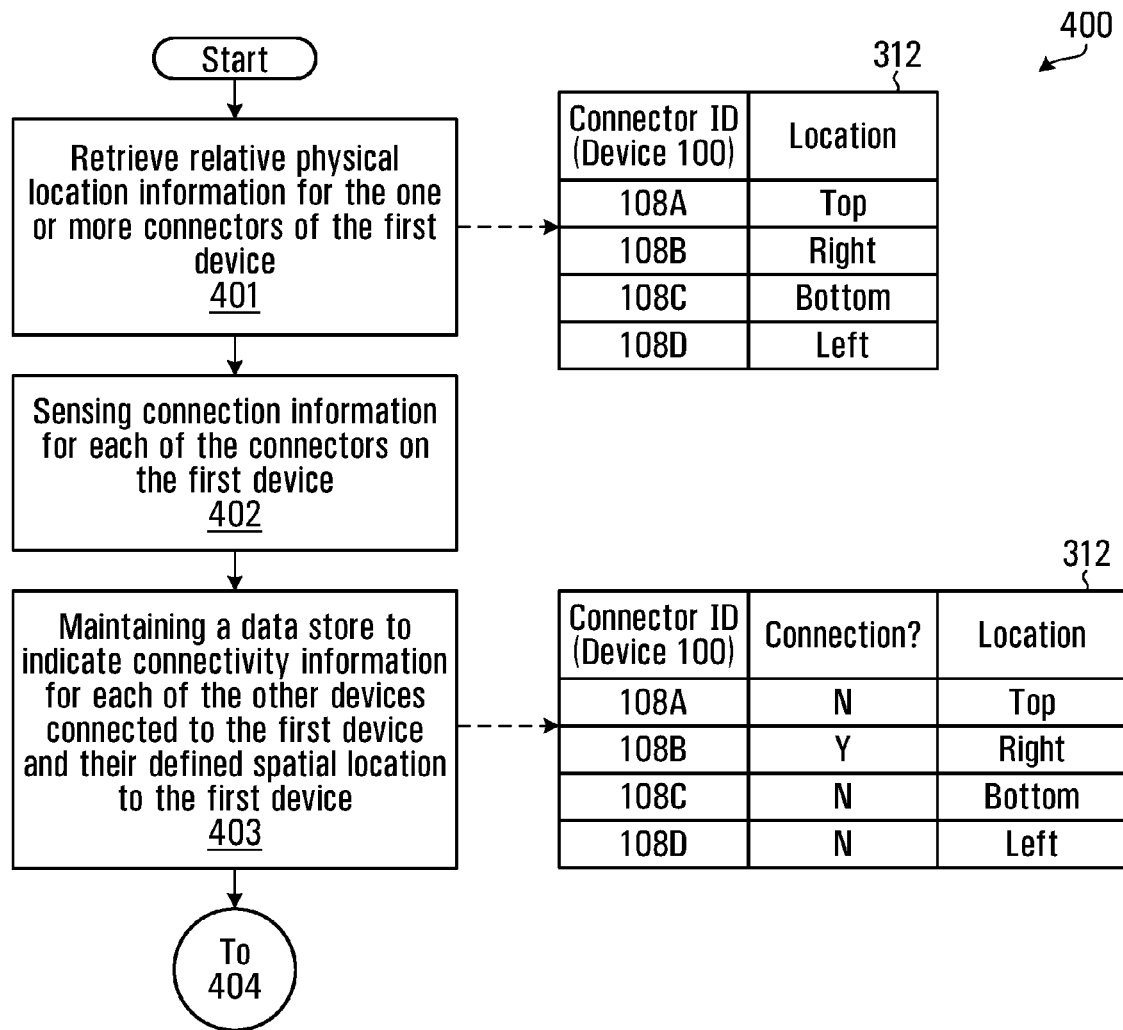 400
Start
Retrieve relative physical
location information for the one
or more connectors of the first
device
401
312
Connector ID
(Device 100)
Location
108A
Top
108B
Right
108C
Bottom
108D
Left
Sensing connection information
for each of the connectors on
the first device
402
Maintaining a data store to
indicate connectivity information
for each of the other devices
connected to the first device
and their defined spatial location
to the first device
403
312
Connector ID
(Device 100)
Connection?
Location
108A
N
Top
108B
Y
Right
108C
N
Bottom
108D
N
Left
To
404